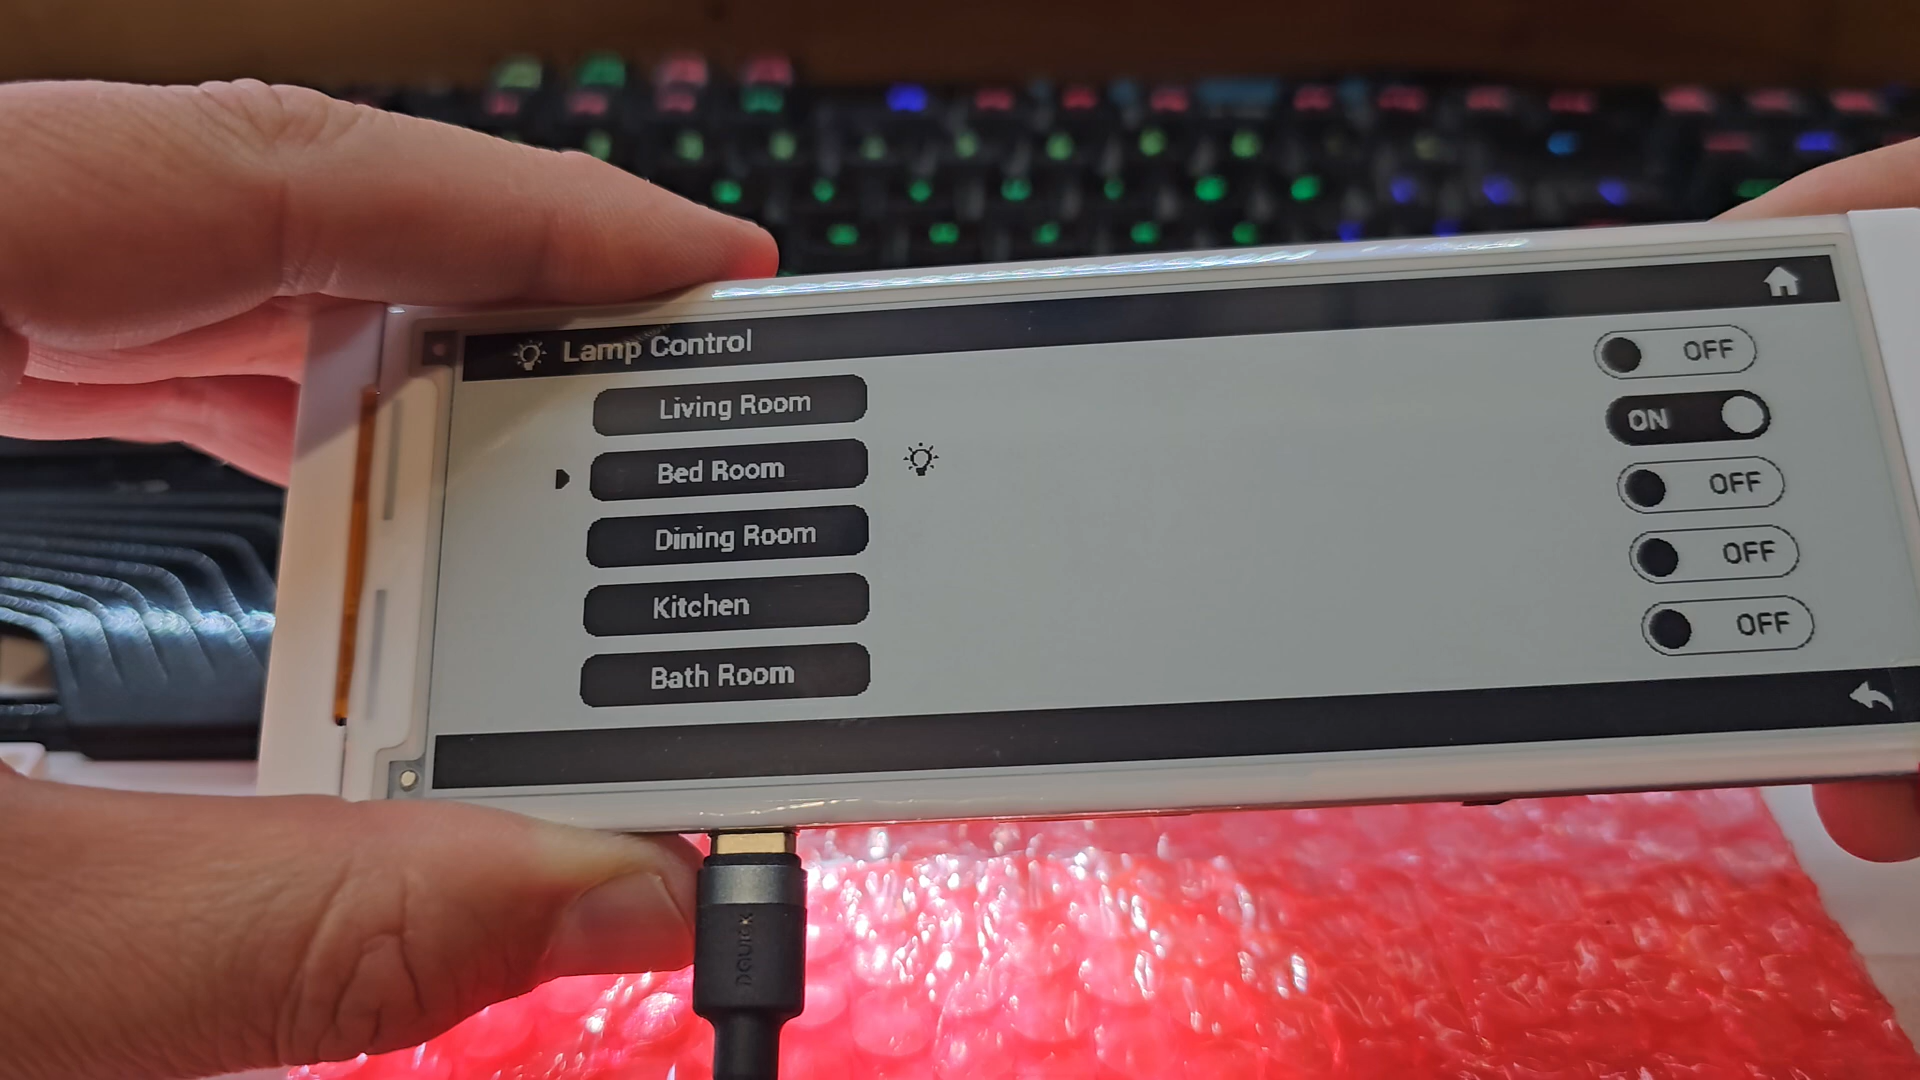 Lamp Control
Living Room
OFF
Bed Room
ON
Dining Room
OFF
Kitchen
OFF
Bath Room
OFF